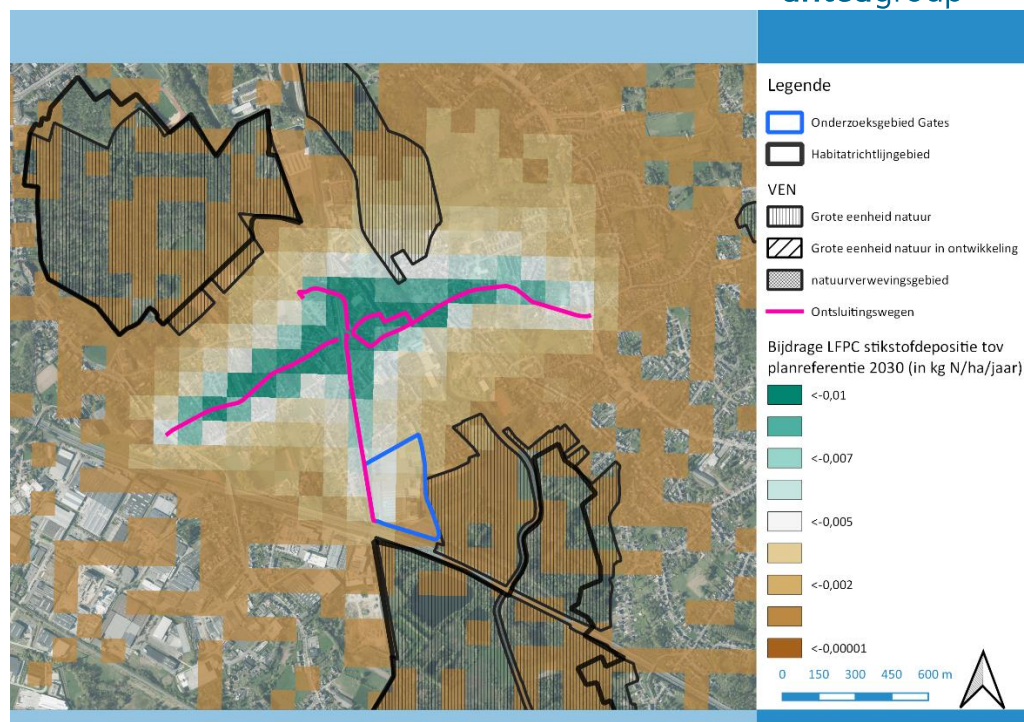 anteagroup
Legende
Onderzoeksgebied Gates
Habitatrichtlijngebied
VEN
Grote eenheid natuur
Grote eenheid natuur in ontwikkeling
natuurverwevingsgebied
Ontsluitingswegen
Bijdrage LFPC stikstofdepositie tov
planreferentie 2030 (in kg N/ha/jaar)
<-0,01
<-0,007
<-0,005
<-0,002
<-0,00001
0 150 300 450 600 m